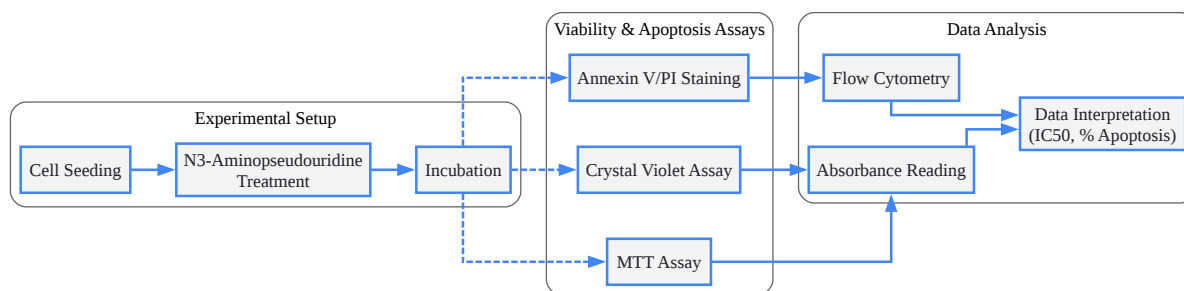 Experimental Setup
Cell Seeding
N3-Aminopseudouridine
Treatment
Incubation
Viability & Apoptosis Assays
Annexin V/PI Staining
Crystal Violet Assay
MTT Assay
Data Analysis
Flow Cytometry
Absorbance Reading
Data Interpretation
(IC50, % Apoptosis)